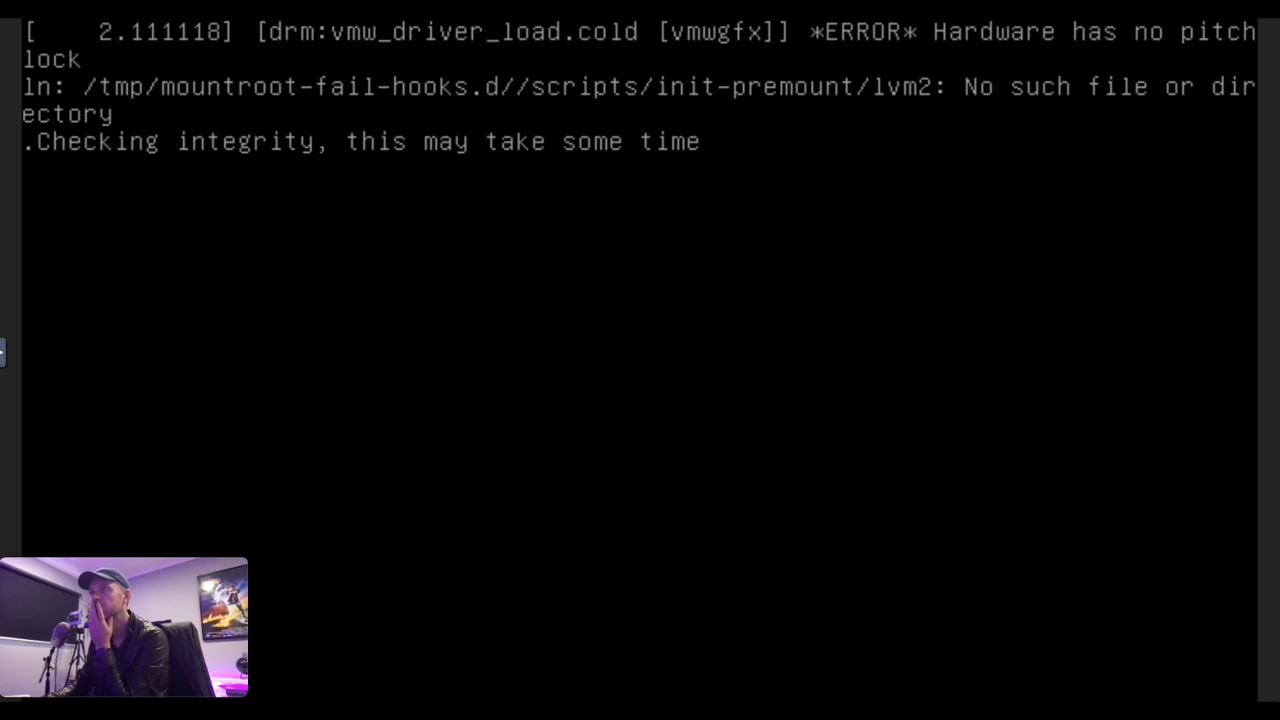 [    2.111118] [drm:vmw_driver_load.cold [vmwgfx]] *ERROR* Hardware has no pitch
lock
ln: /tmp/mountroot-fail-hooks.d//scripts/init-premount/lvm2: No such file or dir
ectory
.Checking integrity, this may take some time